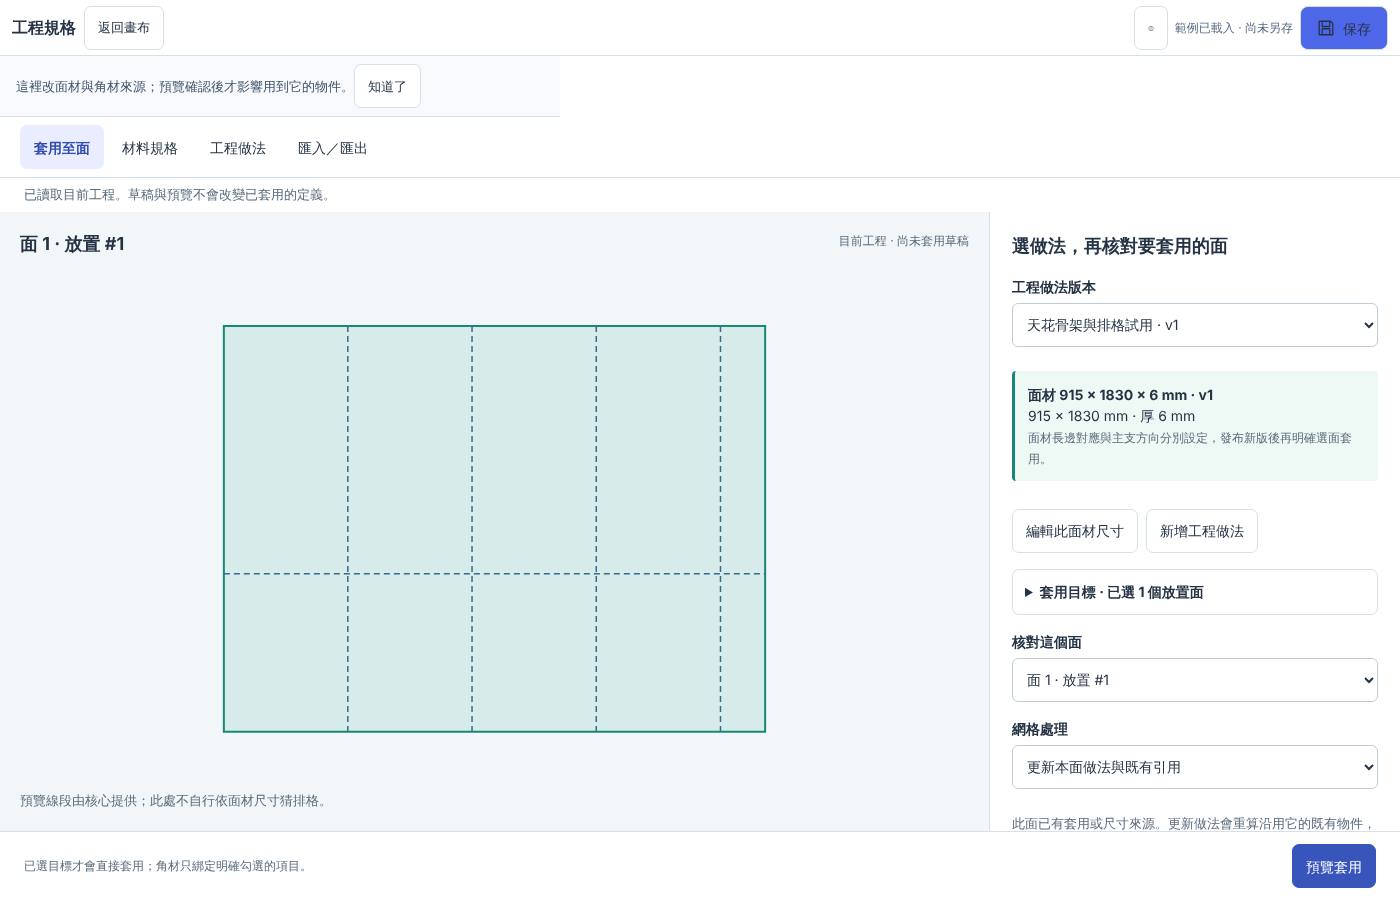 工程規格
返回畫布
範例已載入 · 尚未另存
保存
這裡改面材與角材來源；預覽確認後才影響用到它的物件。
知道了
套用至面
材料規格
工程做法
匯入／匯出
已讀取目前工程。草稿與預覽不會改變已套用的定義。
面 1 · 放置 #1
目前工程 · 尚未套用草稿
預覽線段由核心提供；此處不自行依面材尺寸猜排格。
選做法，再核對要套用的面
工程做法版本
天花骨架與排格試用 · v1
面材 915 × 1830 × 6 mm · v1
915 × 1830 mm · 厚 6 mm
面材長邊對應與主支方向分別設定，發布新版後再明確選面套
用。
編輯此面材尺寸
新增工程做法
套用目標 · 已選 1 個放置面
核對這個面
面 1 · 放置 #1
網格處理
更新本面做法與既有引用
此面已有套用或尺寸來源。更新做法會重算沿用它的既有物件，
已選目標才會直接套用；角材只綁定明確勾選的項目。
預覽套用